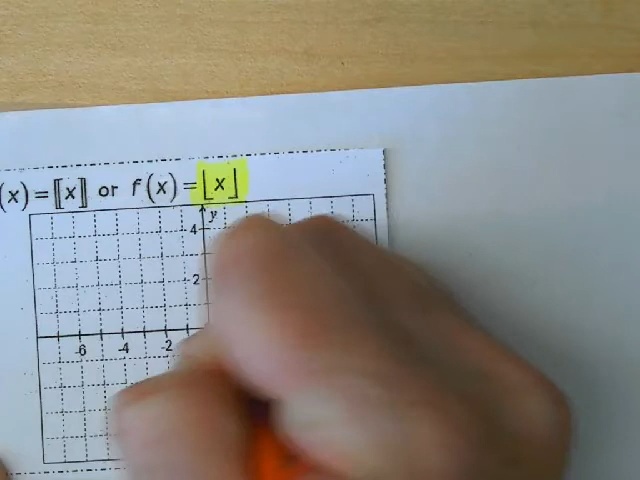 (x) = ⟦x⟧ or f(x) = ⌊x⌋
y
4
2
-6 -4 -2